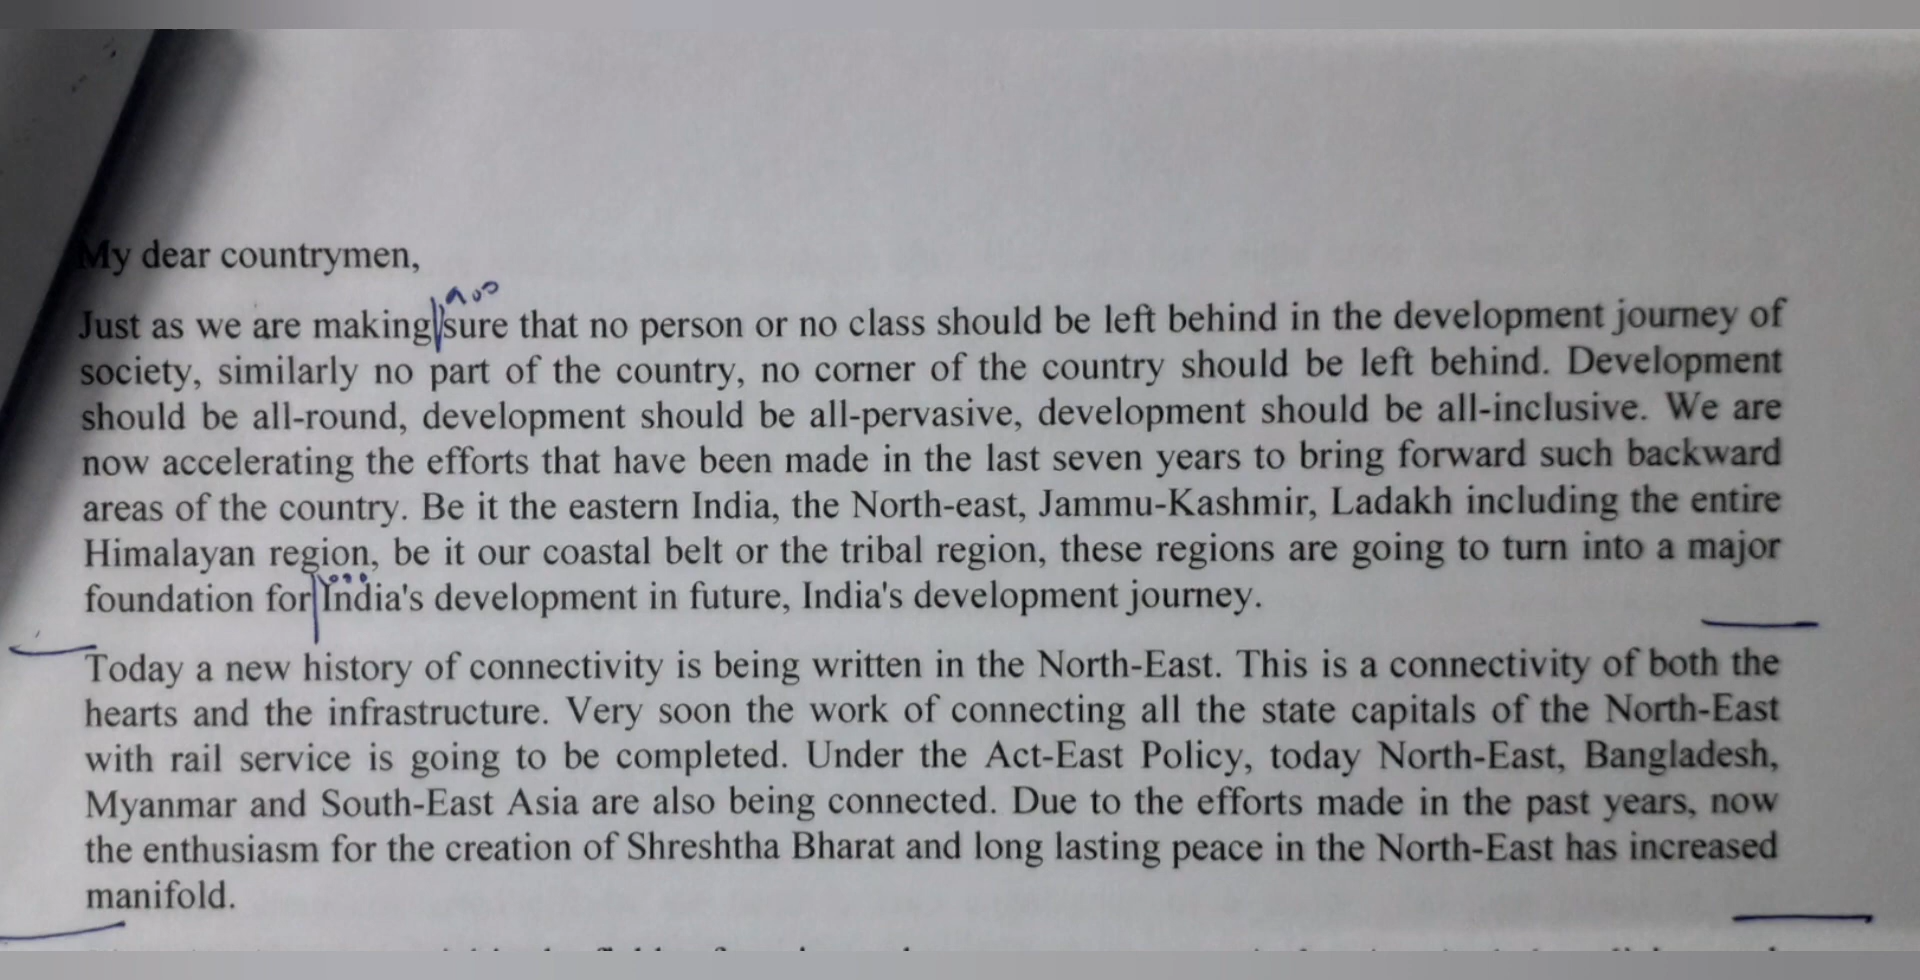 My dear countrymen,
Just as we are making sure that no person or no class should be left behind in the development journey of
society, similarly no part of the country, no corner of the country should be left behind. Development
should be all-round, development should be all-pervasive, development should be all-inclusive. We are
now accelerating the efforts that have been made in the last seven years to bring forward such backward
areas of the country. Be it the eastern India, the North-east, Jammu-Kashmir, Ladakh including the entire
Himalayan region, be it our coastal belt or the tribal region, these regions are going to turn into a major
foundation for India's development in future, India's development journey.
Today a new history of connectivity is being written in the North-East. This is a connectivity of both the
hearts and the infrastructure. Very soon the work of connecting all the state capitals of the North-East
with rail service is going to be completed. Under the Act-East Policy, today North-East, Bangladesh,
Myanmar and South-East Asia are also being connected. Due to the efforts made in the past years, now
the enthusiasm for the creation of Shreshtha Bharat and long lasting peace in the North-East has increased
manifold.